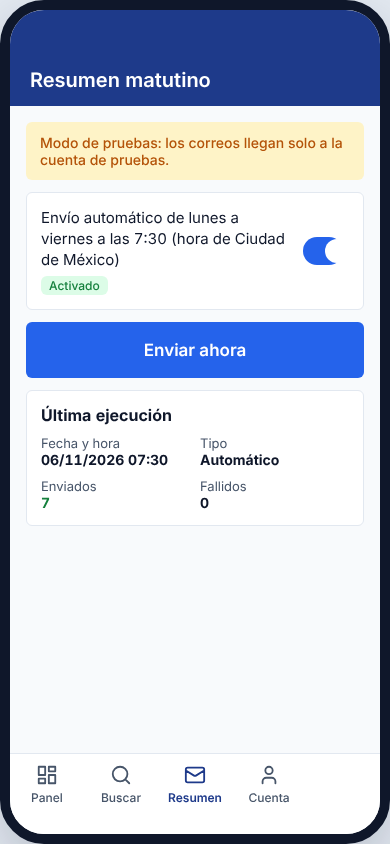 Resumen matutino
Modo de pruebas: los correos llegan solo a la
cuenta de pruebas.
Envío automático de lunes a
viernes a las 7:30 (hora de Ciudad
de México)
Activado
Enviar ahora
Última ejecución
Fecha y hora
Tipo
06/11/2026 07:30
Automático
Enviados
Fallidos
7
0
Panel
Buscar
Resumen
Cuenta